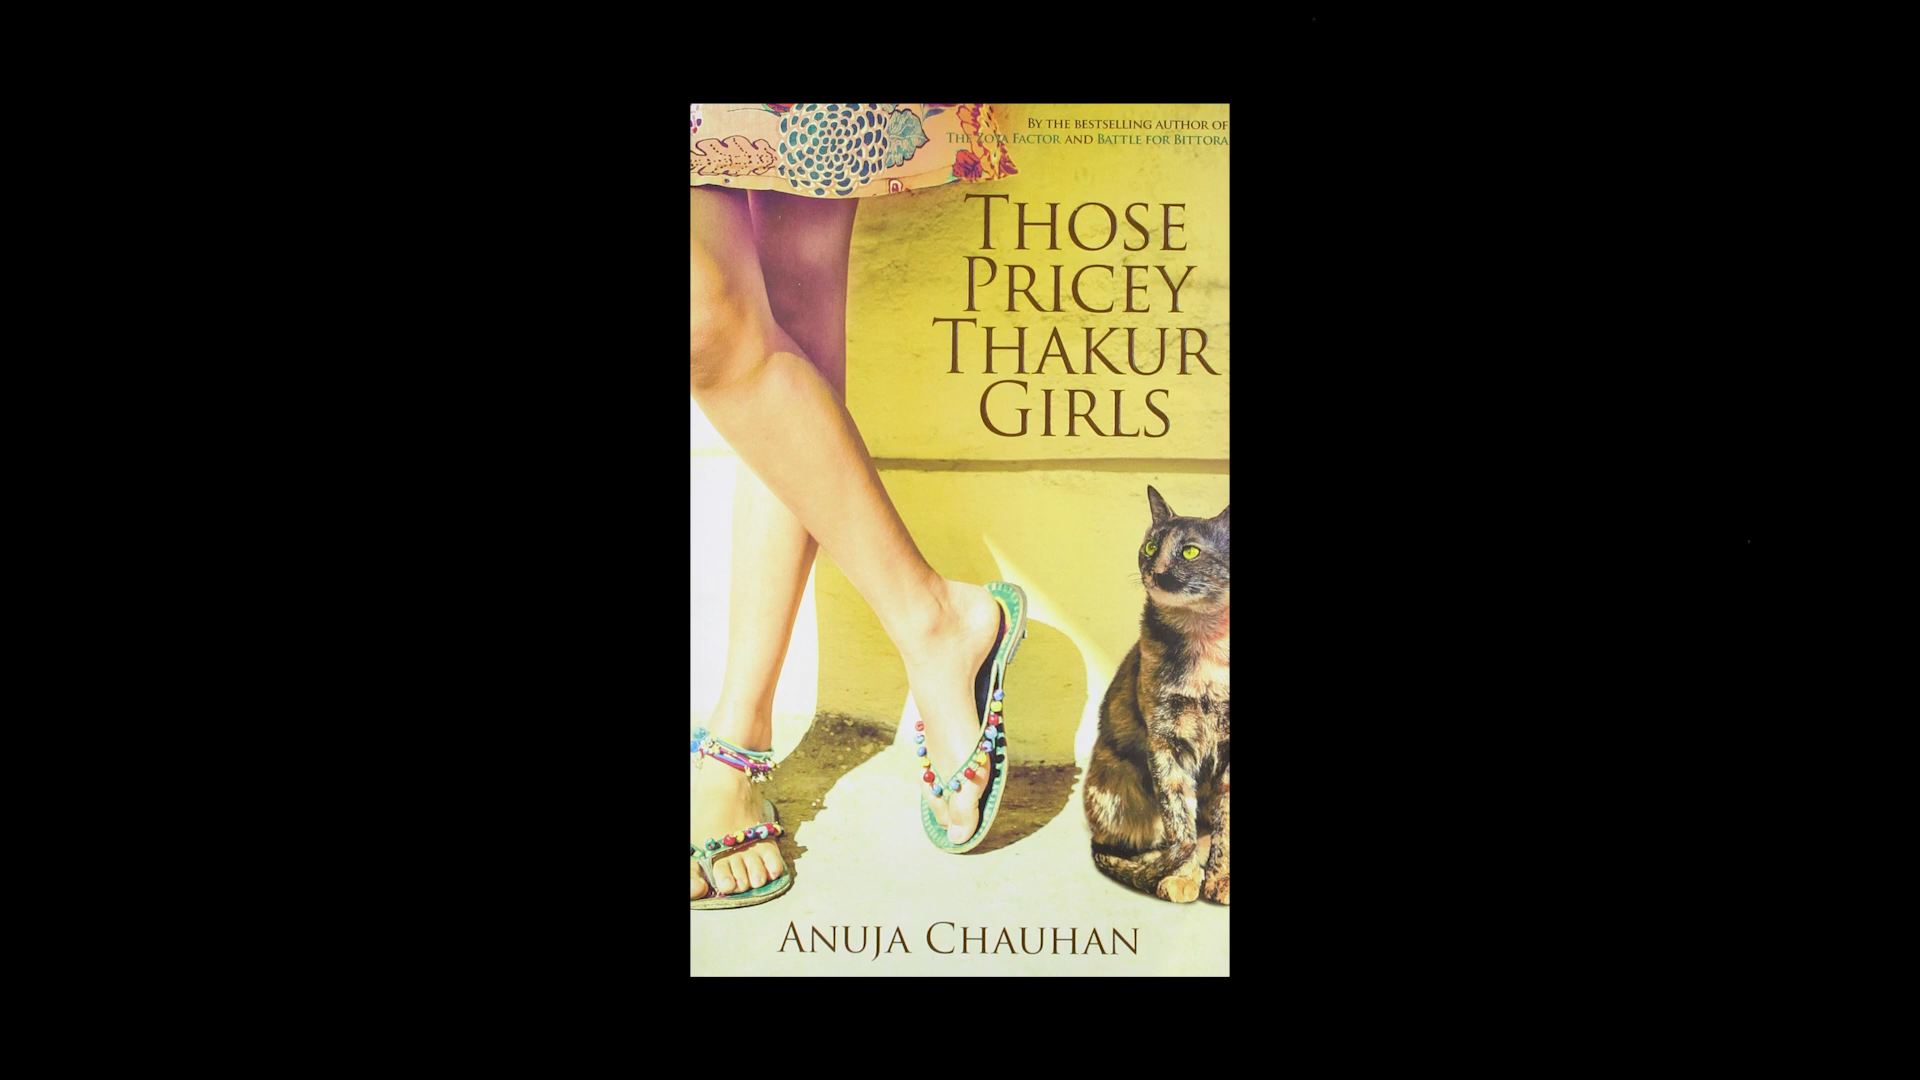 BY THE BESTSELLING AUTHOR OF
THE ZOYA FACTOR AND BATTLE FOR BITTORA
THOSE
PRICEY
THAKUR
GIRLS
ANUJA CHAUHAN